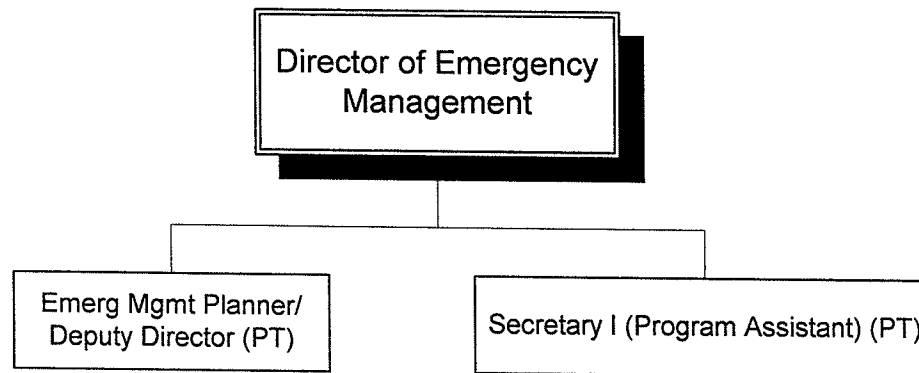 Director of Emergency
Management
Emerg Mgmt Planner/
Deputy Director (PT)
Secretary I (Program Assistant) (PT)